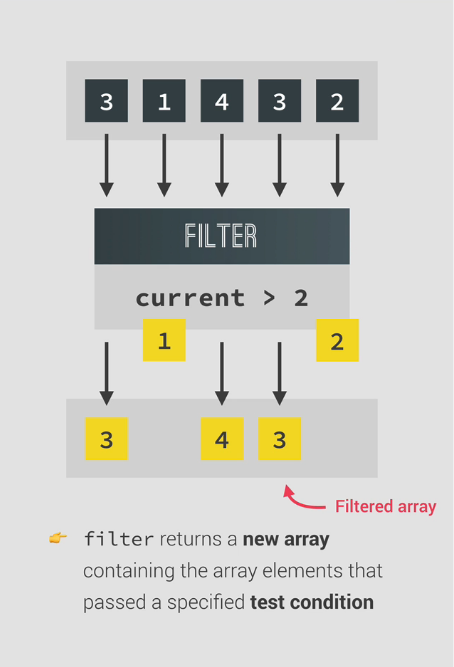 3 1 4 3 2
FILTER
current > 2
1 2
3 4 3
Filtered array
filter returns a new array
containing the array elements that
passed a specified test condition